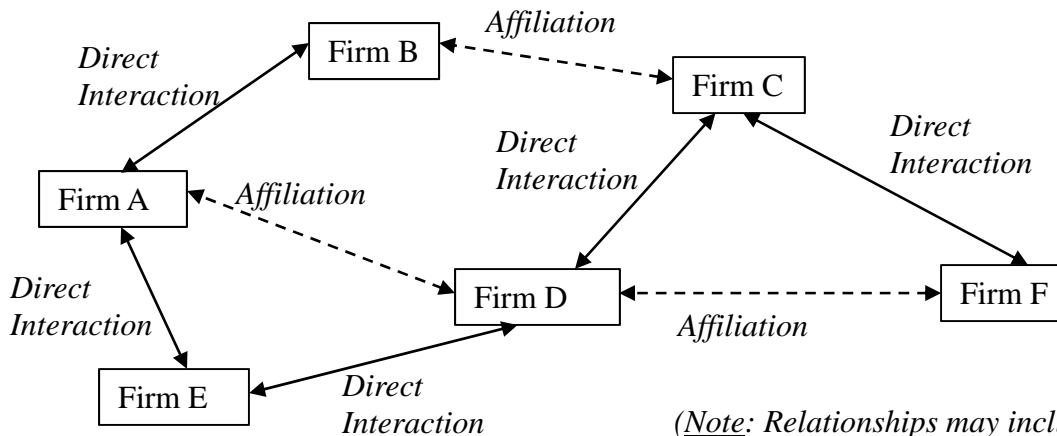 Affiliation
Firm B
Direct
Interaction
Firm C
Direct
Interaction
Direct
Interaction
Firm A
Affiliation
Direct
Interaction
Firm D
Firm F
Affiliation
Firm E
Direct
Interaction
(Note: Relationships may